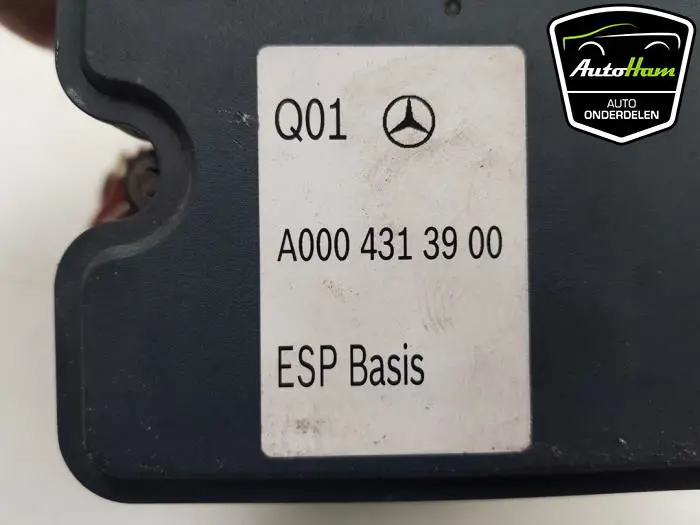 AutoHam
AUTO
ONDERDELEN
Q01
A000 431 39 00
ESP Basis